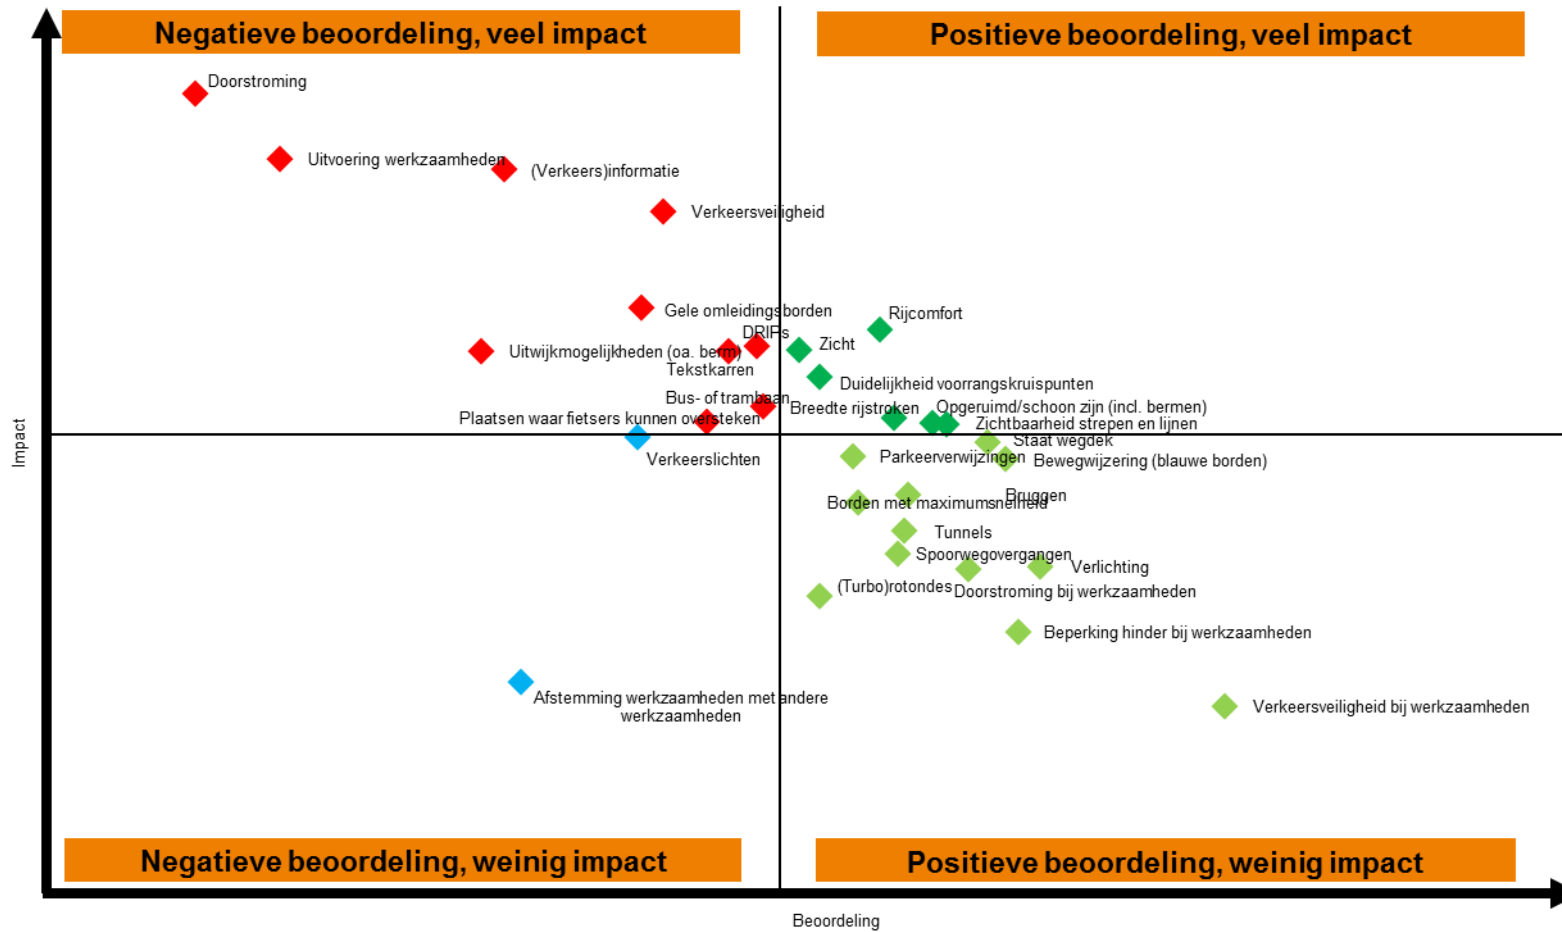 Negatieve beoordeling, veel impact
Positieve beoordeling, veel impact
Doorstroming
Uitvoering werkzaamheden
(Verkeers)informatie
Verkeersveiligheid
Gele omleidingsborden
Rijcomfort
DRIPs
Zicht
Uitwijkmogelijkheden (oa. berm)
Tekstkarren
Duidelijkheid voorrangskruispunten
Bus- of trambaan
Breedte rijstroken
Opgeruimd/schoon zijn (incl. bermen)
Plaatsen waar fietsers kunnen oversteken
Zichtbaarheid strepen en lijnen
Staat wegdek
Impact
Verkeerslichten
Parkeerverwijzingen
Bewegwijzering (blauwe borden)
Bruggen
Borden met maximumsnelheid
Tunnels
Spoorwegovergangen
Verlichting
(Turbo)rotondes
Doorstroming bij werkzaamheden
Beperking hinder bij werkzaamheden
Afstemming werkzaamheden met andere
werkzaamheden
Verkeersveiligheid bij werkzaamheden
Negatieve beoordeling, weinig impact
Positieve beoordeling, weinig impact
Beoordeling